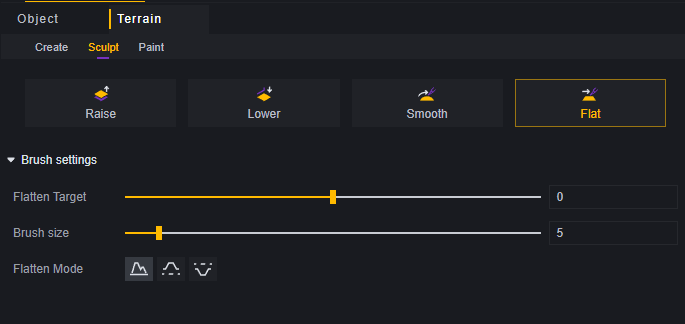 Object Terrain
Create Sculpt Paint
Raise Lower Smooth Flat
Brush settings
Flatten Target 0
Brush size 5
Flatten Mode